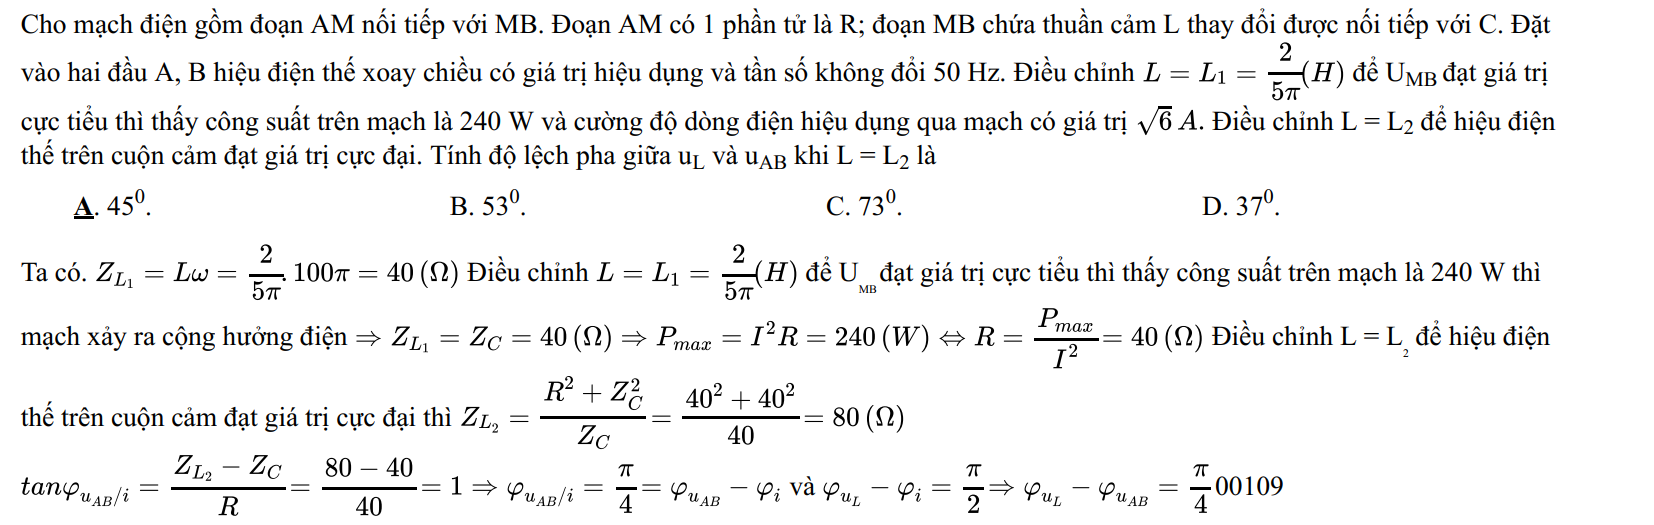 Cho mạch điện gồm đoạn AM nối tiếp với MB. Đoạn AM có 1 phần tử là R; đoạn MB chứa thuần cảm L thay đổi được nối tiếp với C. Đặt
vào hai đầu A, B hiệu điện thế xoay chiều có giá trị hiệu dụng và tần số không đổi 50 Hz. Điều chỉnh $L = L_1 = \frac{2}{5\pi}(H)$ để U_{MB} đạt giá trị
cực tiểu thì thấy công suất trên mạch là 240 W và cường độ dòng điện hiệu dụng qua mạch có giá trị $\sqrt{6}\,A$. Điều chỉnh L = L_2 để hiệu điện
thế trên cuộn cảm đạt giá trị cực đại. Tính độ lệch pha giữa u_L và u_{AB} khi L = L_2 là
A. 45^0. B. 53^0. C. 73^0. D. 37^0.
Ta có. $Z_{L_1} = L\omega = \frac{2}{5\pi}.100\pi = 40\,(\Omega)$ Điều chỉnh $L = L_1 = \frac{2}{5\pi}(H)$ để U_{MB} đạt giá trị cực tiểu thì thấy công suất trên mạch là 240 W thì
mạch xảy ra cộng hưởng điện $\Rightarrow Z_{L_1} = Z_C = 40\,(\Omega) \Rightarrow P_{max} = I^2R = 240\,(W) \Leftrightarrow R = \frac{P_{max}}{I^2} = 40\,(\Omega)$ Điều chỉnh L = L_2 để hiệu điện
thế trên cuộn cảm đạt giá trị cực đại thì $Z_{L_2} = \frac{R^2 + Z_C^2}{Z_C} = \frac{40^2 + 40^2}{40} = 80\,(\Omega)$
$tan\varphi_{u_{AB}/i} = \frac{Z_{L_2} - Z_C}{R} = \frac{80 - 40}{40} = 1 \Rightarrow \varphi_{u_{AB}/i} = \frac{\pi}{4} = \varphi_{u_{AB}} - \varphi_i$ và $\varphi_{u_L} - \varphi_i = \frac{\pi}{2} \Rightarrow \varphi_{u_L} - \varphi_{u_{AB}} = \frac{\pi}{4}$00109